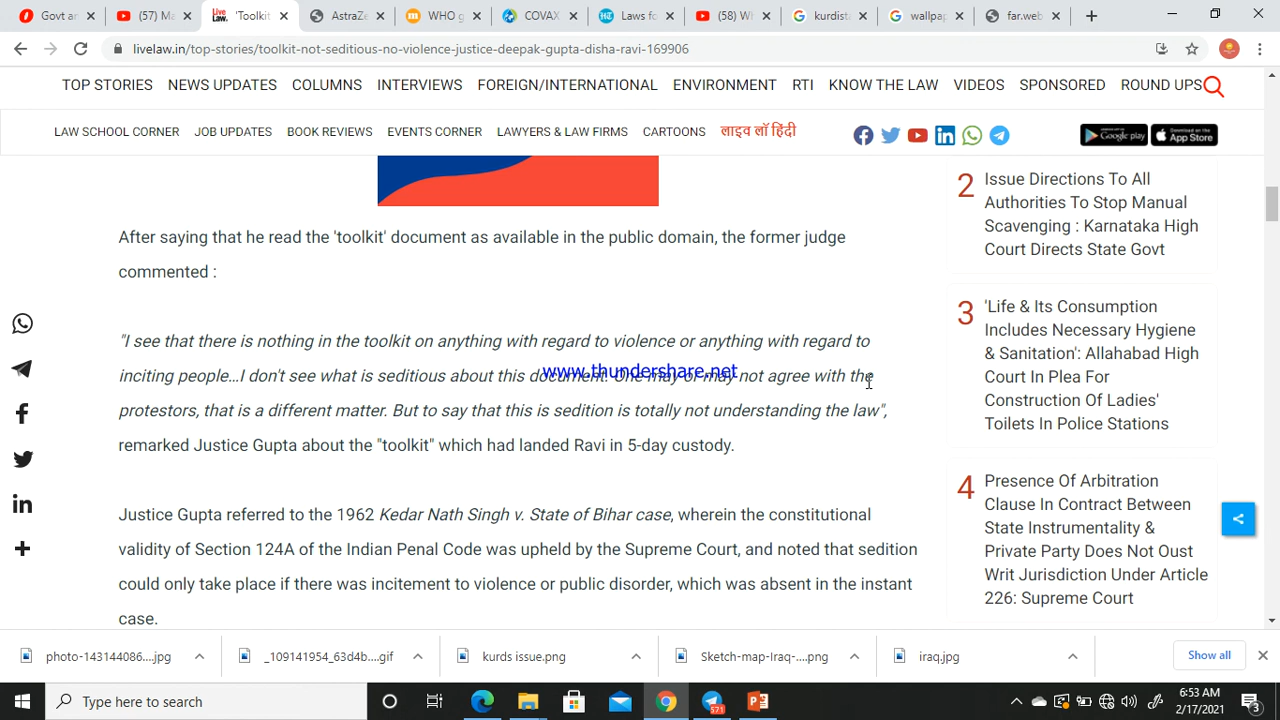 Govt ar
(57) Ma
'Toolkit
AstraZe
WHO g
COVAX
Laws fo
(58) Wh
kurdist
wallpap
far.web
livelaw.in/top-stories/toolkit-not-seditious-no-violence-justice-deepak-gupta-disha-ravi-169906
TOP STORIES NEWS UPDATES COLUMNS INTERVIEWS FOREIGN/INTERNATIONAL ENVIRONMENT RTI KNOW THE LAW VIDEOS SPONSORED ROUND UPS
LAW SCHOOL CORNER JOB UPDATES BOOK REVIEWS EVENTS CORNER LAWYERS & LAW FIRMS CARTOONS लाइव लॉ हिंदी
Google play
Download on the
App Store
After saying that he read the 'toolkit' document as available in the public domain, the former judge
commented :
"I see that there is nothing in the toolkit on anything with regard to violence or anything with regard to
inciting people...I don't see what is seditious about this document! One may or may not agree with the
protestors, that is a different matter. But to say that this is sedition is totally not understanding the law",
remarked Justice Gupta about the "toolkit" which had landed Ravi in 5-day custody.
www.thundershare.net
Justice Gupta referred to the 1962 Kedar Nath Singh v. State of Bihar case, wherein the constitutional
validity of Section 124A of the Indian Penal Code was upheld by the Supreme Court, and noted that sedition
could only take place if there was incitement to violence or public disorder, which was absent in the instant
case.
2 Issue Directions To All
Authorities To Stop Manual
Scavenging : Karnataka High
Court Directs State Govt
3 'Life & Its Consumption
Includes Necessary Hygiene
& Sanitation': Allahabad High
Court In Plea For
Construction Of Ladies'
Toilets In Police Stations
4 Presence Of Arbitration
Clause In Contract Between
State Instrumentality &
Private Party Does Not Oust
Writ Jurisdiction Under Article
226: Supreme Court
photo-143144086....jpg
_109141954_63d4b....gif
kurds issue.png
Sketch-map-Iraq-....png
iraq.jpg
Show all
Type here to search
571
6:53 AM
2/17/2021
3